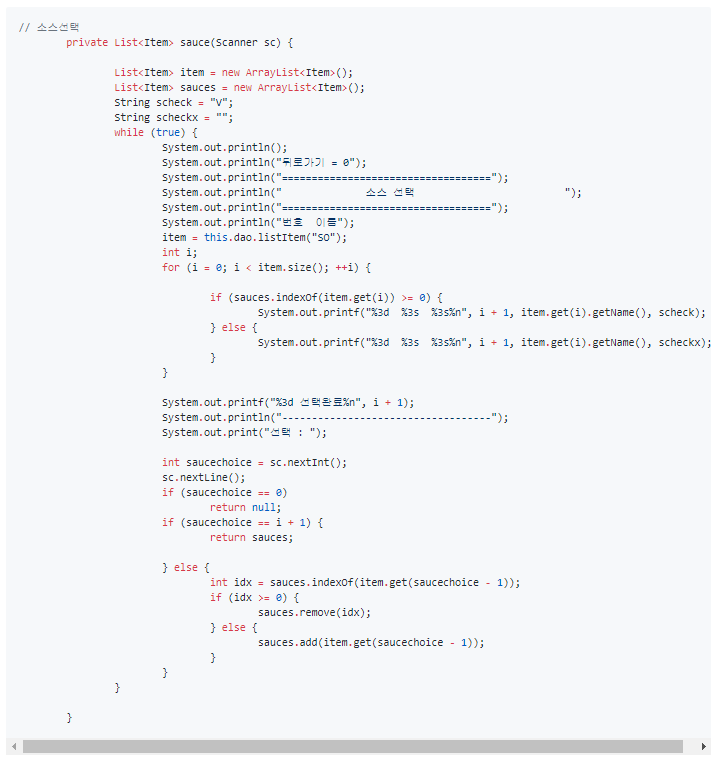 // 소스선택
private List<Item> sauce(Scanner sc) {
List<Item> item = new ArrayList<Item>();
List<Item> sauces = new ArrayList<Item>();
String scheck = "V";
String scheckx = "";
while (true) {
System.out.println();
System.out.println("뒤로가기 = 0");
System.out.println("===================================");
System.out.println("              소스 선택                         ");
System.out.println("===================================");
System.out.println("번호  이름");
item = this.dao.listItem("SO");
int i;
for (i = 0; i < item.size(); ++i) {
if (sauces.indexOf(item.get(i)) >= 0) {
System.out.printf("%3d  %3s  %3s%n", i + 1, item.get(i).getName(), scheck);
} else {
System.out.printf("%3d  %3s  %3s%n", i + 1, item.get(i).getName(), scheckx);
}
}
System.out.printf("%3d 선택완료%n", i + 1);
System.out.println("-----------------------------------");
System.out.print("선택 : ");
int saucechoice = sc.nextInt();
sc.nextLine();
if (saucechoice == 0)
return null;
if (saucechoice == i + 1) {
return sauces;
} else {
int idx = sauces.indexOf(item.get(saucechoice - 1));
if (idx >= 0) {
sauces.remove(idx);
} else {
sauces.add(item.get(saucechoice - 1));
}
}
}
}